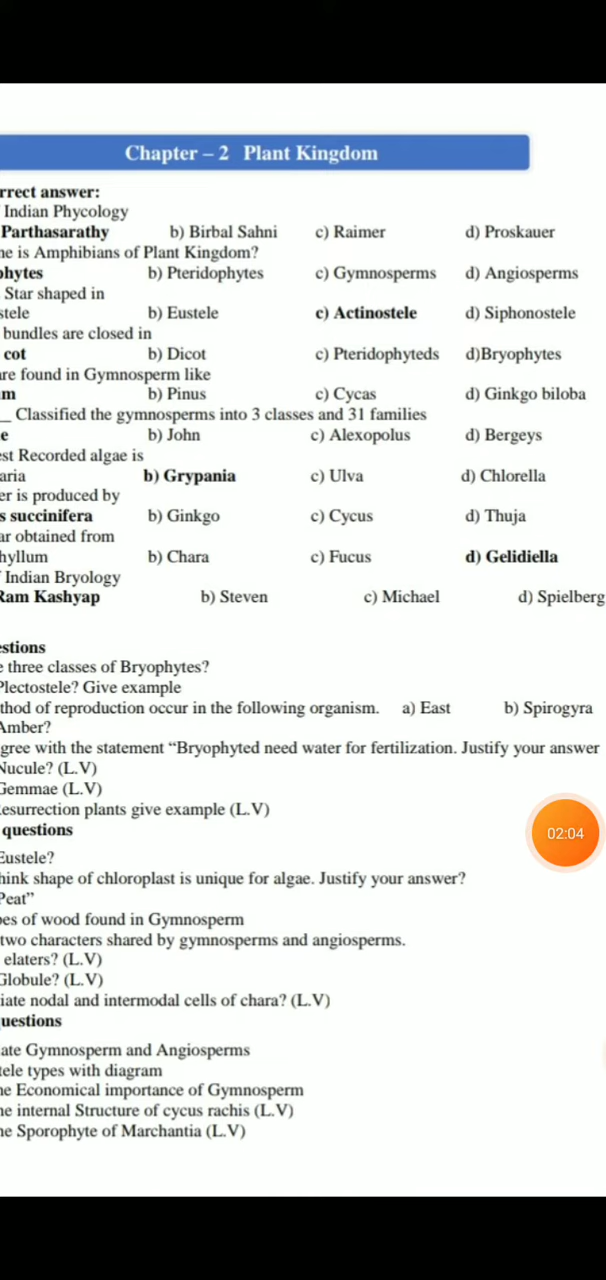 Chapter – 2 Plant Kingdom
rrect answer:
Indian Phycology
Parthasarathy b) Birbal Sahni c) Raimer d) Proskauer
ne is Amphibians of Plant Kingdom?
phytes b) Pteridophytes c) Gymnosperms d) Angiosperms
Star shaped in
stele b) Eustele c) Actinostele d) Siphonostele
bundles are closed in
cot b) Dicot c) Pteridophyteds d)Bryophytes
are found in Gymnosperm like
m b) Pinus c) Cycas d) Ginkgo biloba
_ Classified the gymnosperms into 3 classes and 31 families
e b) John c) Alexopolus d) Bergeys
est Recorded algae is
aria b) Grypania c) Ulva d) Chlorella
er is produced by
s succinifera b) Ginkgo c) Cycus d) Thuja
ar obtained from
hyllum b) Chara c) Fucus d) Gelidiella
Indian Bryology
Ram Kashyap b) Steven c) Michael d) Spielberg
estions
e three classes of Bryophytes?
Plectostele? Give example
thod of reproduction occur in the following organism. a) East b) Spirogyra
Amber?
gree with the statement “Bryophyted need water for fertilization. Justify your answer
Nucule? (L.V)
Gemmae (L.V)
esurrection plants give example (L.V)
questions
02:04
Eustele?
hink shape of chloroplast is unique for algae. Justify your answer?
Peat”
pes of wood found in Gymnosperm
two characters shared by gymnosperms and angiosperms.
elaters? (L.V)
Globule? (L.V)
iate nodal and intermodal cells of chara? (L.V)
uestions
ate Gymnosperm and Angiosperms
tele types with diagram
he Economical importance of Gymnosperm
he internal Structure of cycus rachis (L.V)
he Sporophyte of Marchantia (L.V)